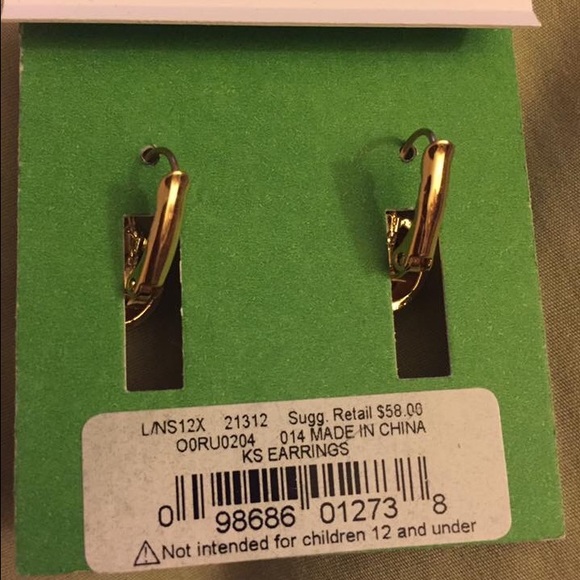 L/NS12X 21312 Sugg. Retail $58.00
O0RU0204 014 MADE IN CHINA
KS EARRINGS
0 98686 01273 8
⚠Not intended for children 12 and under